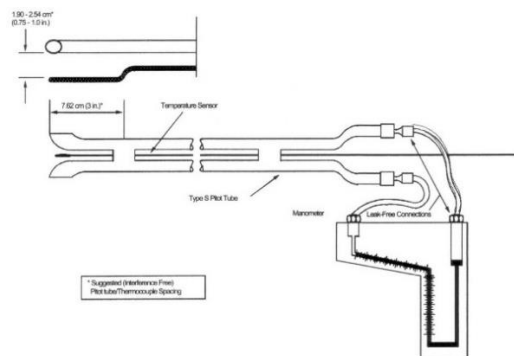 1.90 - 2.54 cm*
(0.75 - 1.0 in.)
7.62 cm (3 in.)*
Temperature Sensor
Type S Pitot Tube
Manometer
Leak-Free Connections
* Suggested (Interference Free)
Pitot tube/Thermocouple Spacing